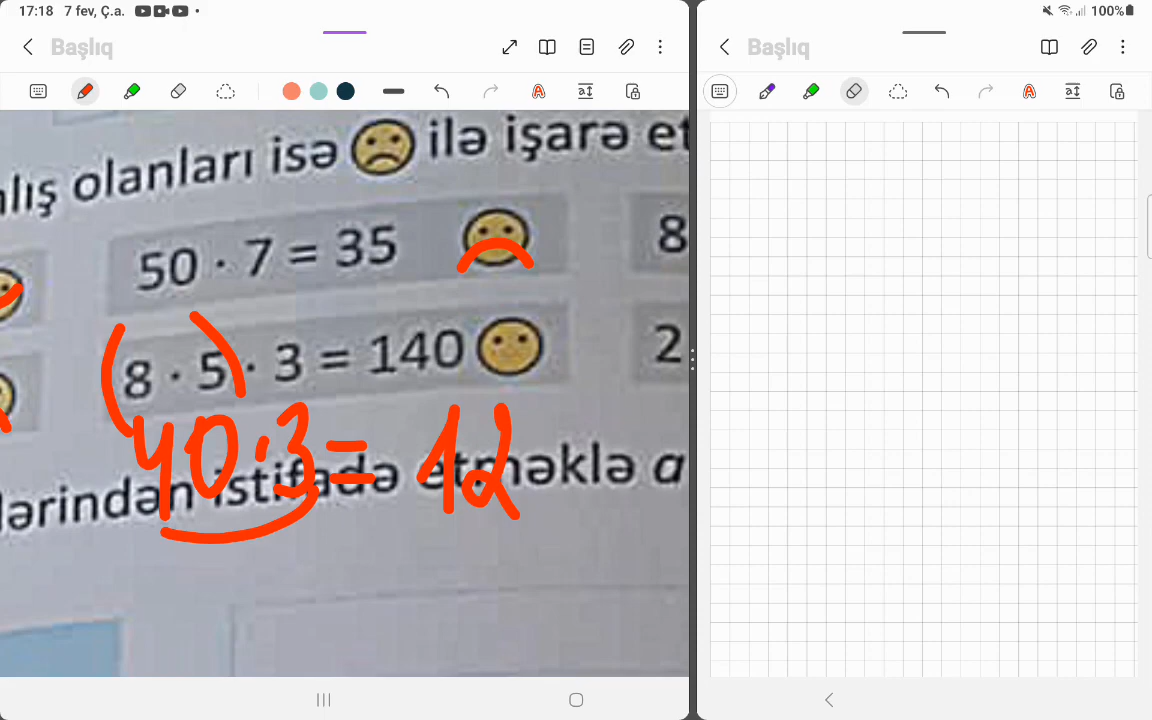 17:18 7 fev, Ç.a.
100%
Başlıq
Başlıq
lış olanları isə ilə işarə et
50 · 7 = 35
8
8 · 5 · 3 = 140
2
( )
40·3= 12
lərindən istifadə etməklə a